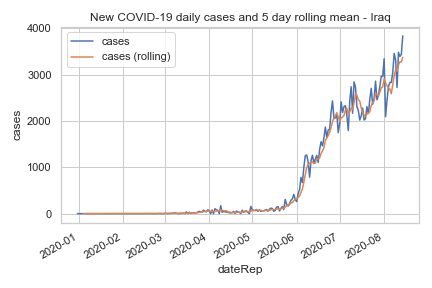 New COVID-19 daily cases and 5 day rolling mean - Iraq
cases
cases (rolling)
4000
3000
2000
1000
0
cases
2020-01
2020-02
2020-03
2020-04
2020-05
2020-06
2020-07
2020-08
dateRep